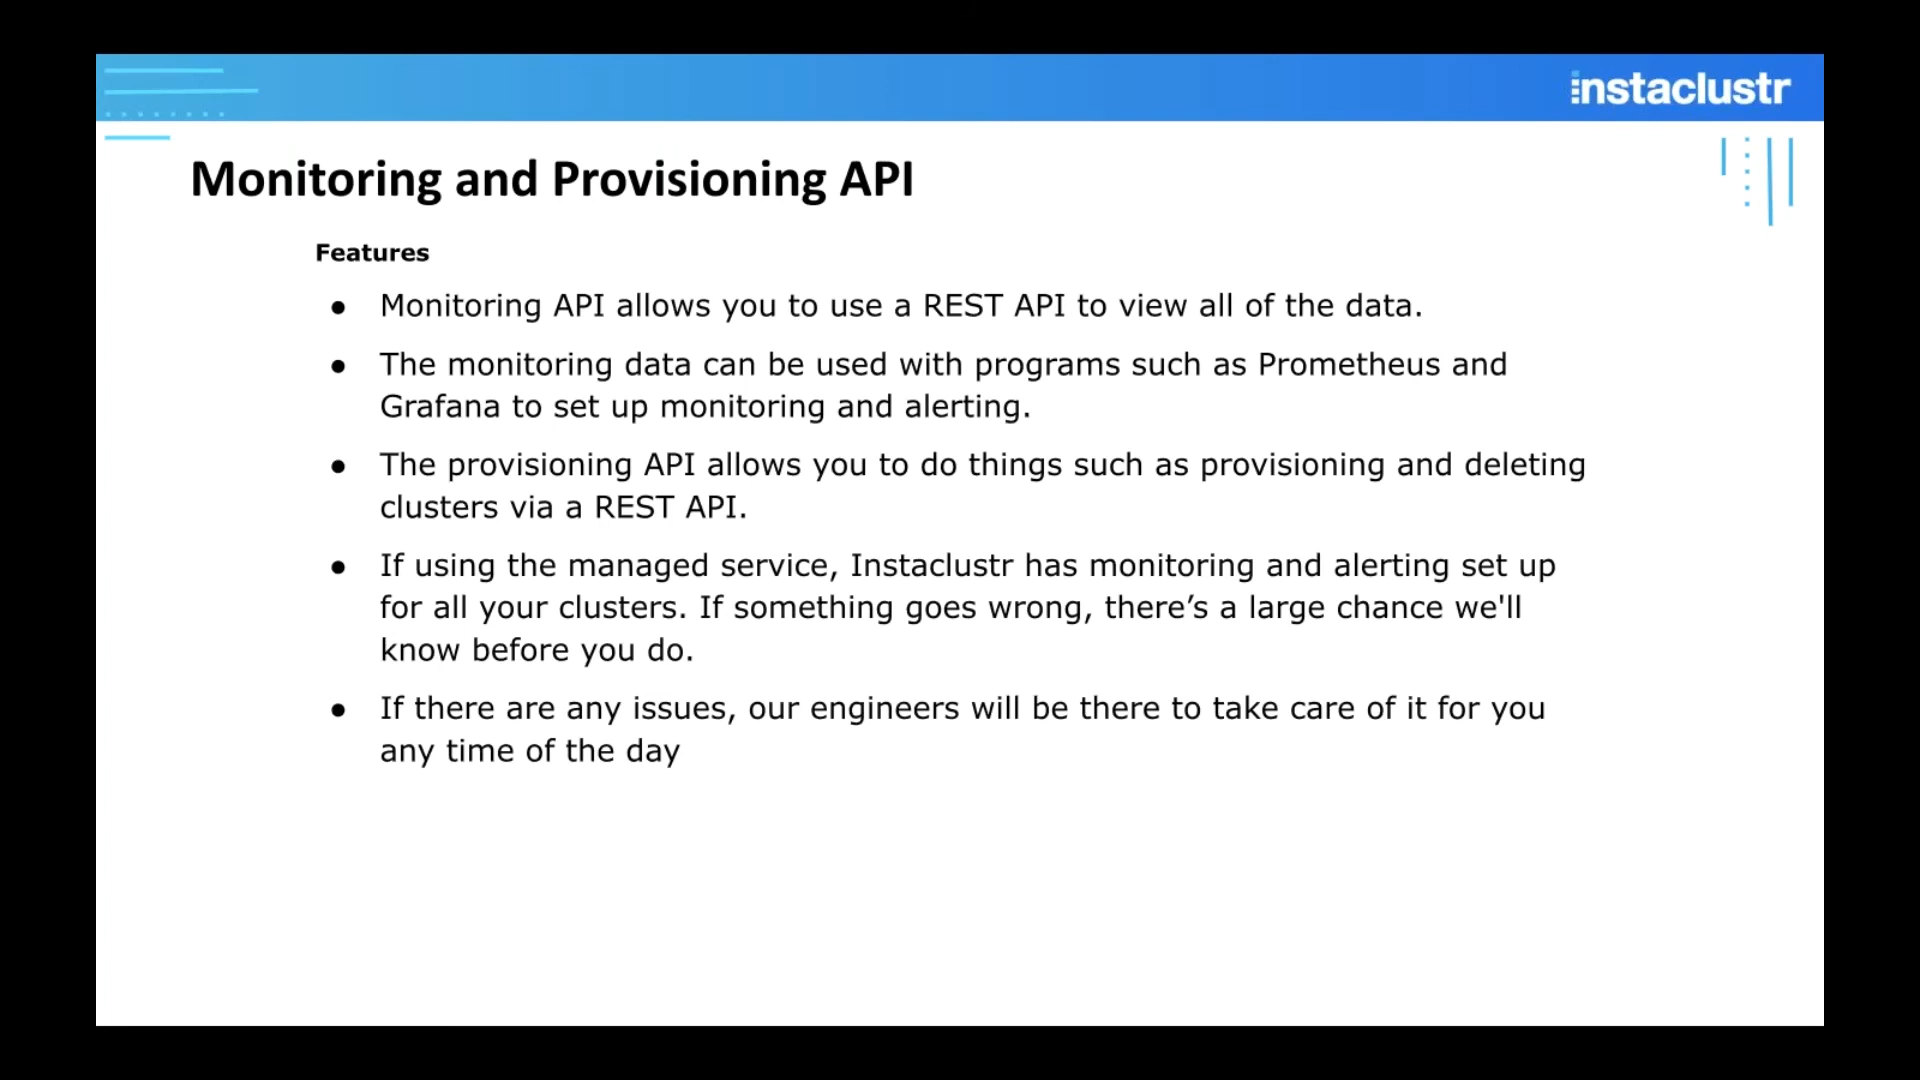 instaclustr
Monitoring and Provisioning API
Features
● Monitoring API allows you to use a REST API to view all of the data.
● The monitoring data can be used with programs such as Prometheus and
Grafana to set up monitoring and alerting.
● The provisioning API allows you to do things such as provisioning and deleting
clusters via a REST API.
● If using the managed service, Instaclustr has monitoring and alerting set up
for all your clusters. If something goes wrong, there’s a large chance we'll
know before you do.
● If there are any issues, our engineers will be there to take care of it for you
any time of the day